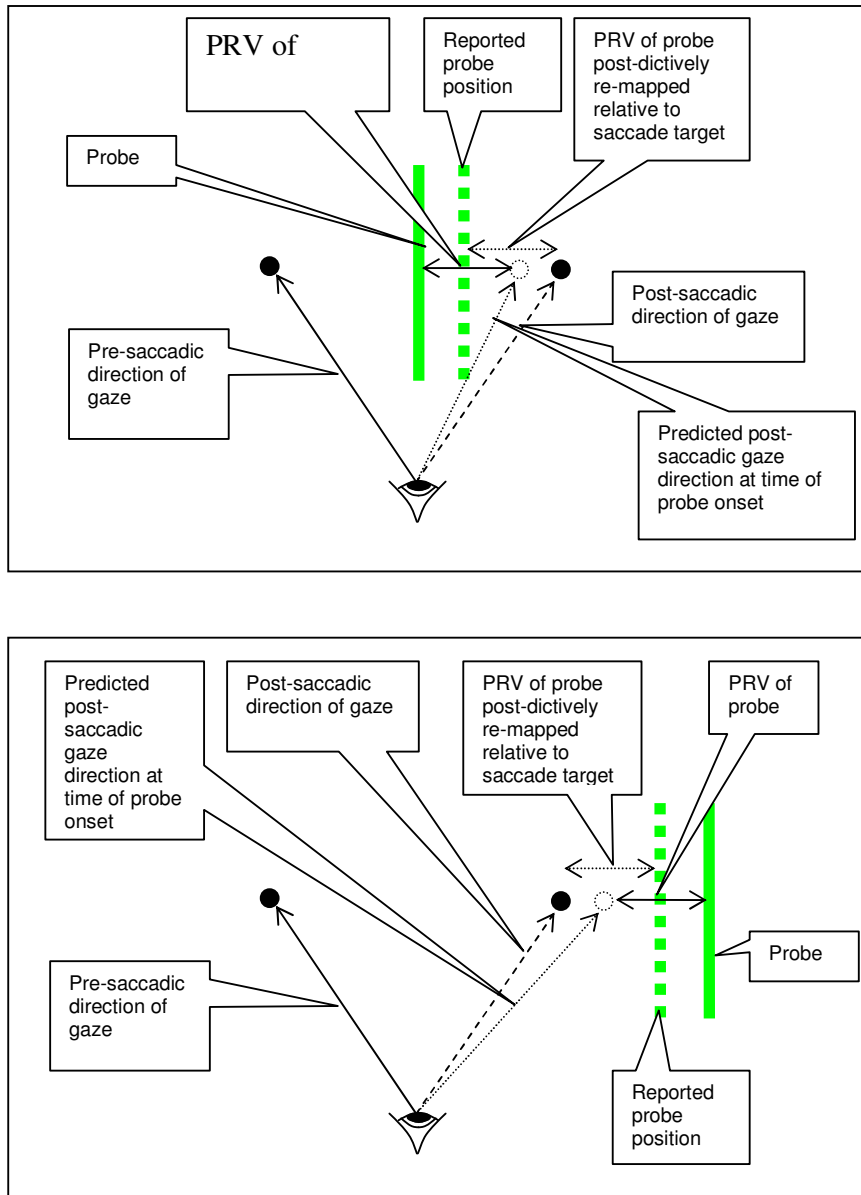 PRV of
Reported
probe
position
PRV of probe
post-dictively
re-mapped
relative to
saccade target
Probe
Pre-saccadic
direction of
gaze
Post-saccadic
direction of gaze
Predicted post-
saccadic gaze
direction at time of
probe onset
Predicted
post-
saccadic
gaze
direction at
time of probe
onset
Post-saccadic
direction of gaze
PRV of probe
post-dictively
re-mapped
relative to
saccade target
PRV of
probe
Pre-saccadic
direction of
gaze
Probe
Reported
probe
position